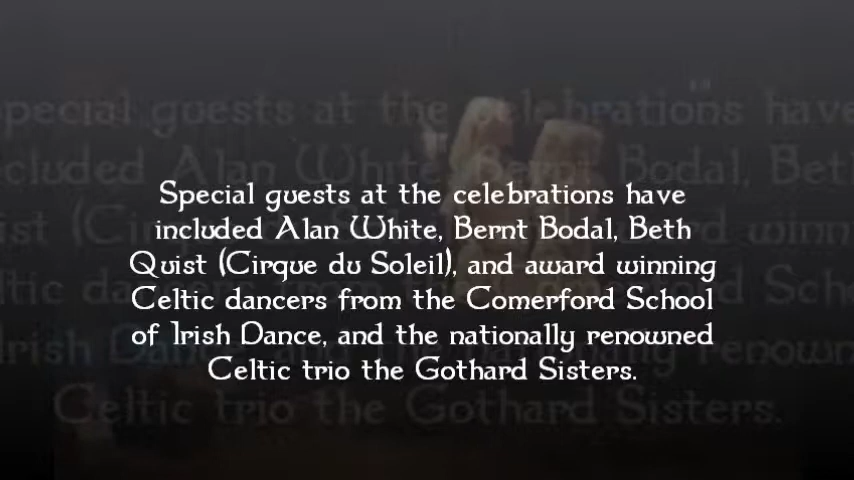 Special guests at the celebrations have
included Alan White, Bernt Bodal, Beth
Quist (Cirque du Soleil), and award winning
Celtic dancers from the Comerford School
of Irish Dance, and the nationally renowned
Celtic trio the Gothard Sisters.